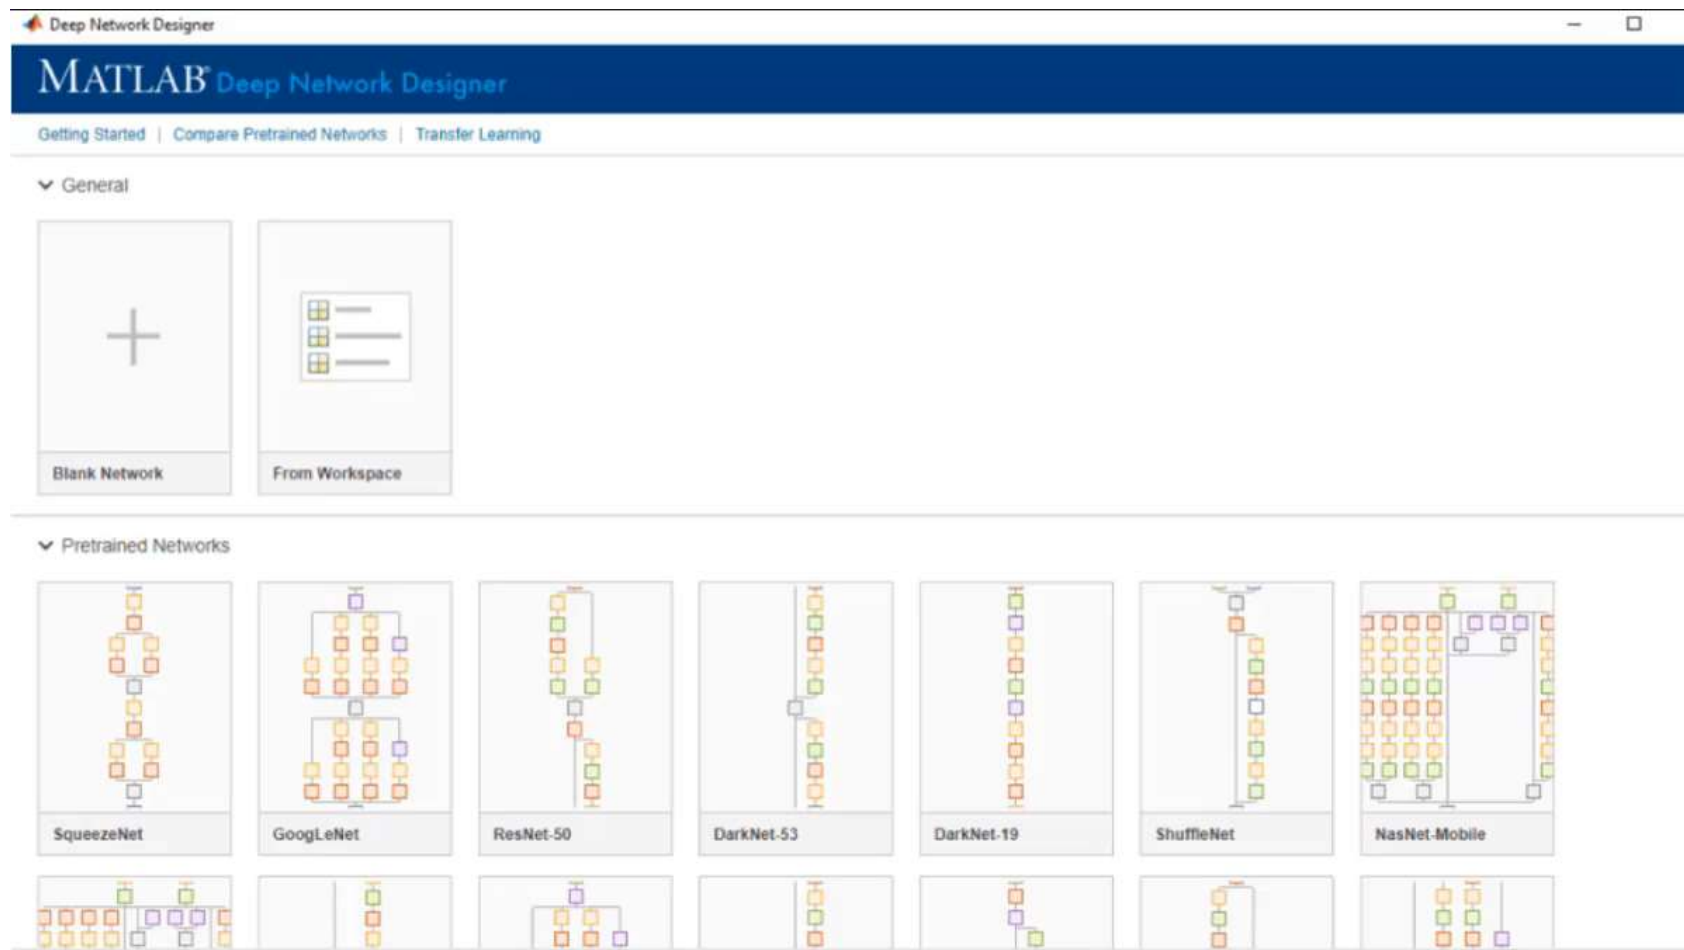 Deep Network Designer
MATLAB® Deep Network Designer
Getting Started | Compare Pretrained Networks | Transfer Learning
General
Blank Network
From Workspace
Pretrained Networks
SqueezeNet
GoogLeNet
ResNet-50
DarkNet-53
DarkNet-19
ShuffleNet
NasNet-Mobile